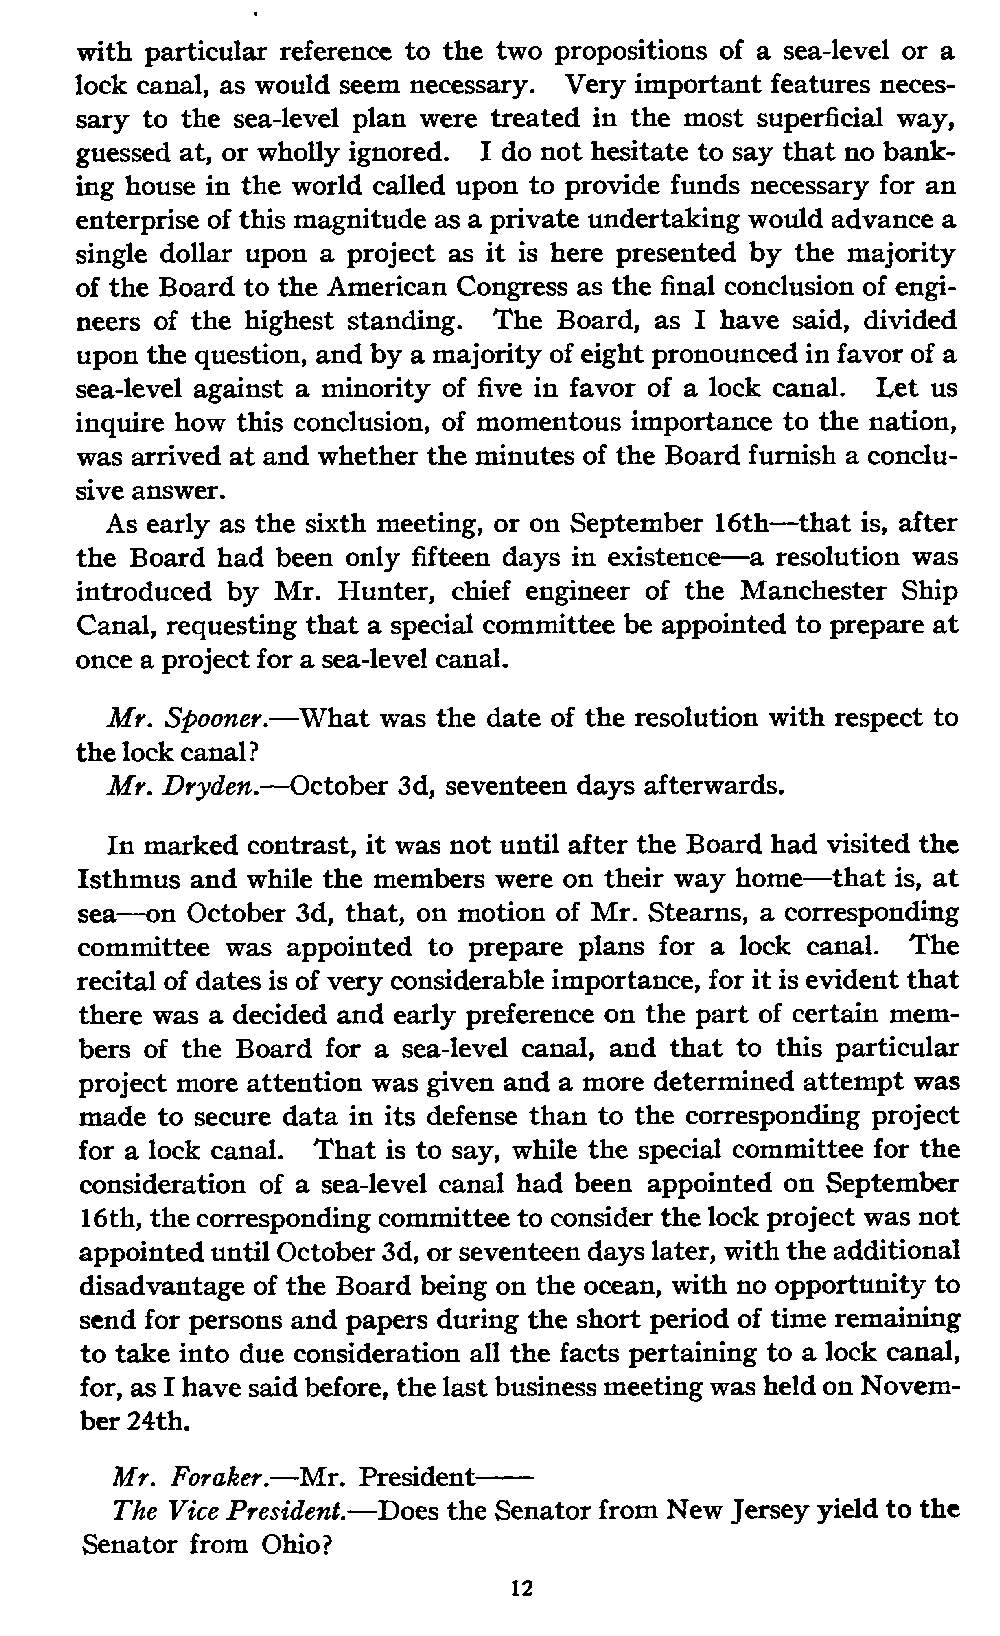 with particular reference to the two propositions of a sea-level or a
lock canal, as would seem necessary. Very important features neces-
sary to the sea-level plan were treated in the most superficial way,
guessed at, or wholly ignored. I do not hesitate to say that no bank-
ing house in the world called upon to provide funds necessary for an
enterprise of this magnitude as a private undertaking would advance a
single dollar upon a project as it is here presented by the majority
of the Board to the American Congress as the final conclusion of engi-
neers of the highest standing. The Board, as I have said, divided
upon the question, and by a majority of eight pronounced in favor of a
sea-level against a minority of five in favor of a lock canal. Let us
inquire how this conclusion, of momentous importance to the nation,
was arrived at and whether the minutes of the Board furnish a conclu-
sive answer.
As early as the sixth meeting, or on September 16th—that is, after
the Board had been only fifteen days in existence—a resolution was
introduced by Mr. Hunter, chief engineer of the Manchester Ship
Canal, requesting that a special committee be appointed to prepare at
once a project for a sea-level canal.
Mr. Spooner.—What was the date of the resolution with respect to
the lock canal?
Mr. Dryden.—October 3d, seventeen days afterwards.
In marked contrast, it was not until after the Board had visited the
Isthmus and while the members were on their way home—that is, at
sea—on October 3d, that, on motion of Mr. Stearns, a corresponding
committee was appointed to prepare plans for a lock canal. The
recital of dates is of very considerable importance, for it is evident that
there was a decided and early preference on the part of certain mem-
bers of the Board for a sea-level canal, and that to this particular
project more attention was given and a more determined attempt was
made to secure data in its defense than to the corresponding project
for a lock canal. That is to say, while the special committee for the
consideration of a sea-level canal had been appointed on September
16th, the corresponding committee to consider the lock project was not
appointed until October 3d, or seventeen days later, with the additional
disadvantage of the Board being on the ocean, with no opportunity to
send for persons and papers during the short period of time remaining
to take into due consideration all the facts pertaining to a lock canal,
for, as I have said before, the last business meeting was held on Novem-
ber 24th.
Mr. Foraker.—Mr. President——
The Vice President.—Does the Senator from New Jersey yield to the
Senator from Ohio?
12